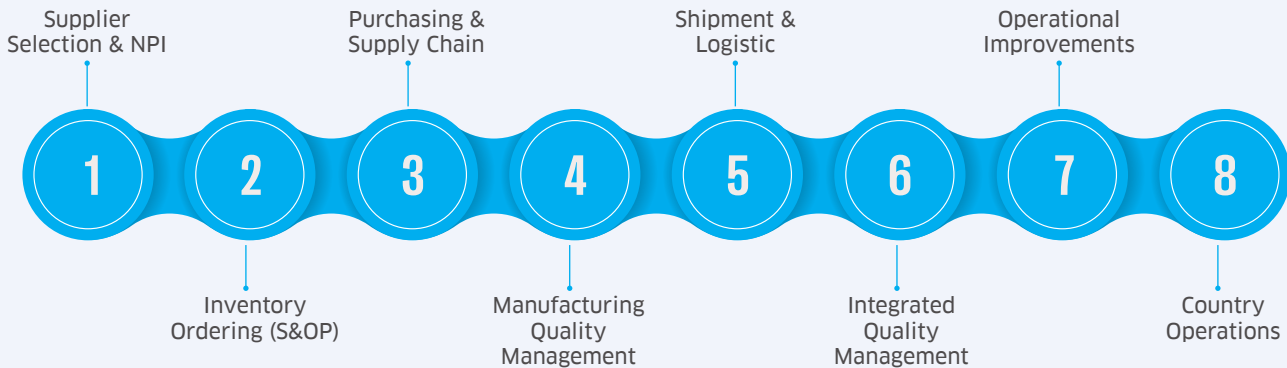 Supplier
Selection & NPI
Purchasing &
Supply Chain
Shipment &
Logistic
Operational
Improvements
1
2
3
4
5
6
7
8
Inventory
Ordering (S&OP)
Manufacturing
Quality
Management
Integrated
Quality
Management
Country
Operations